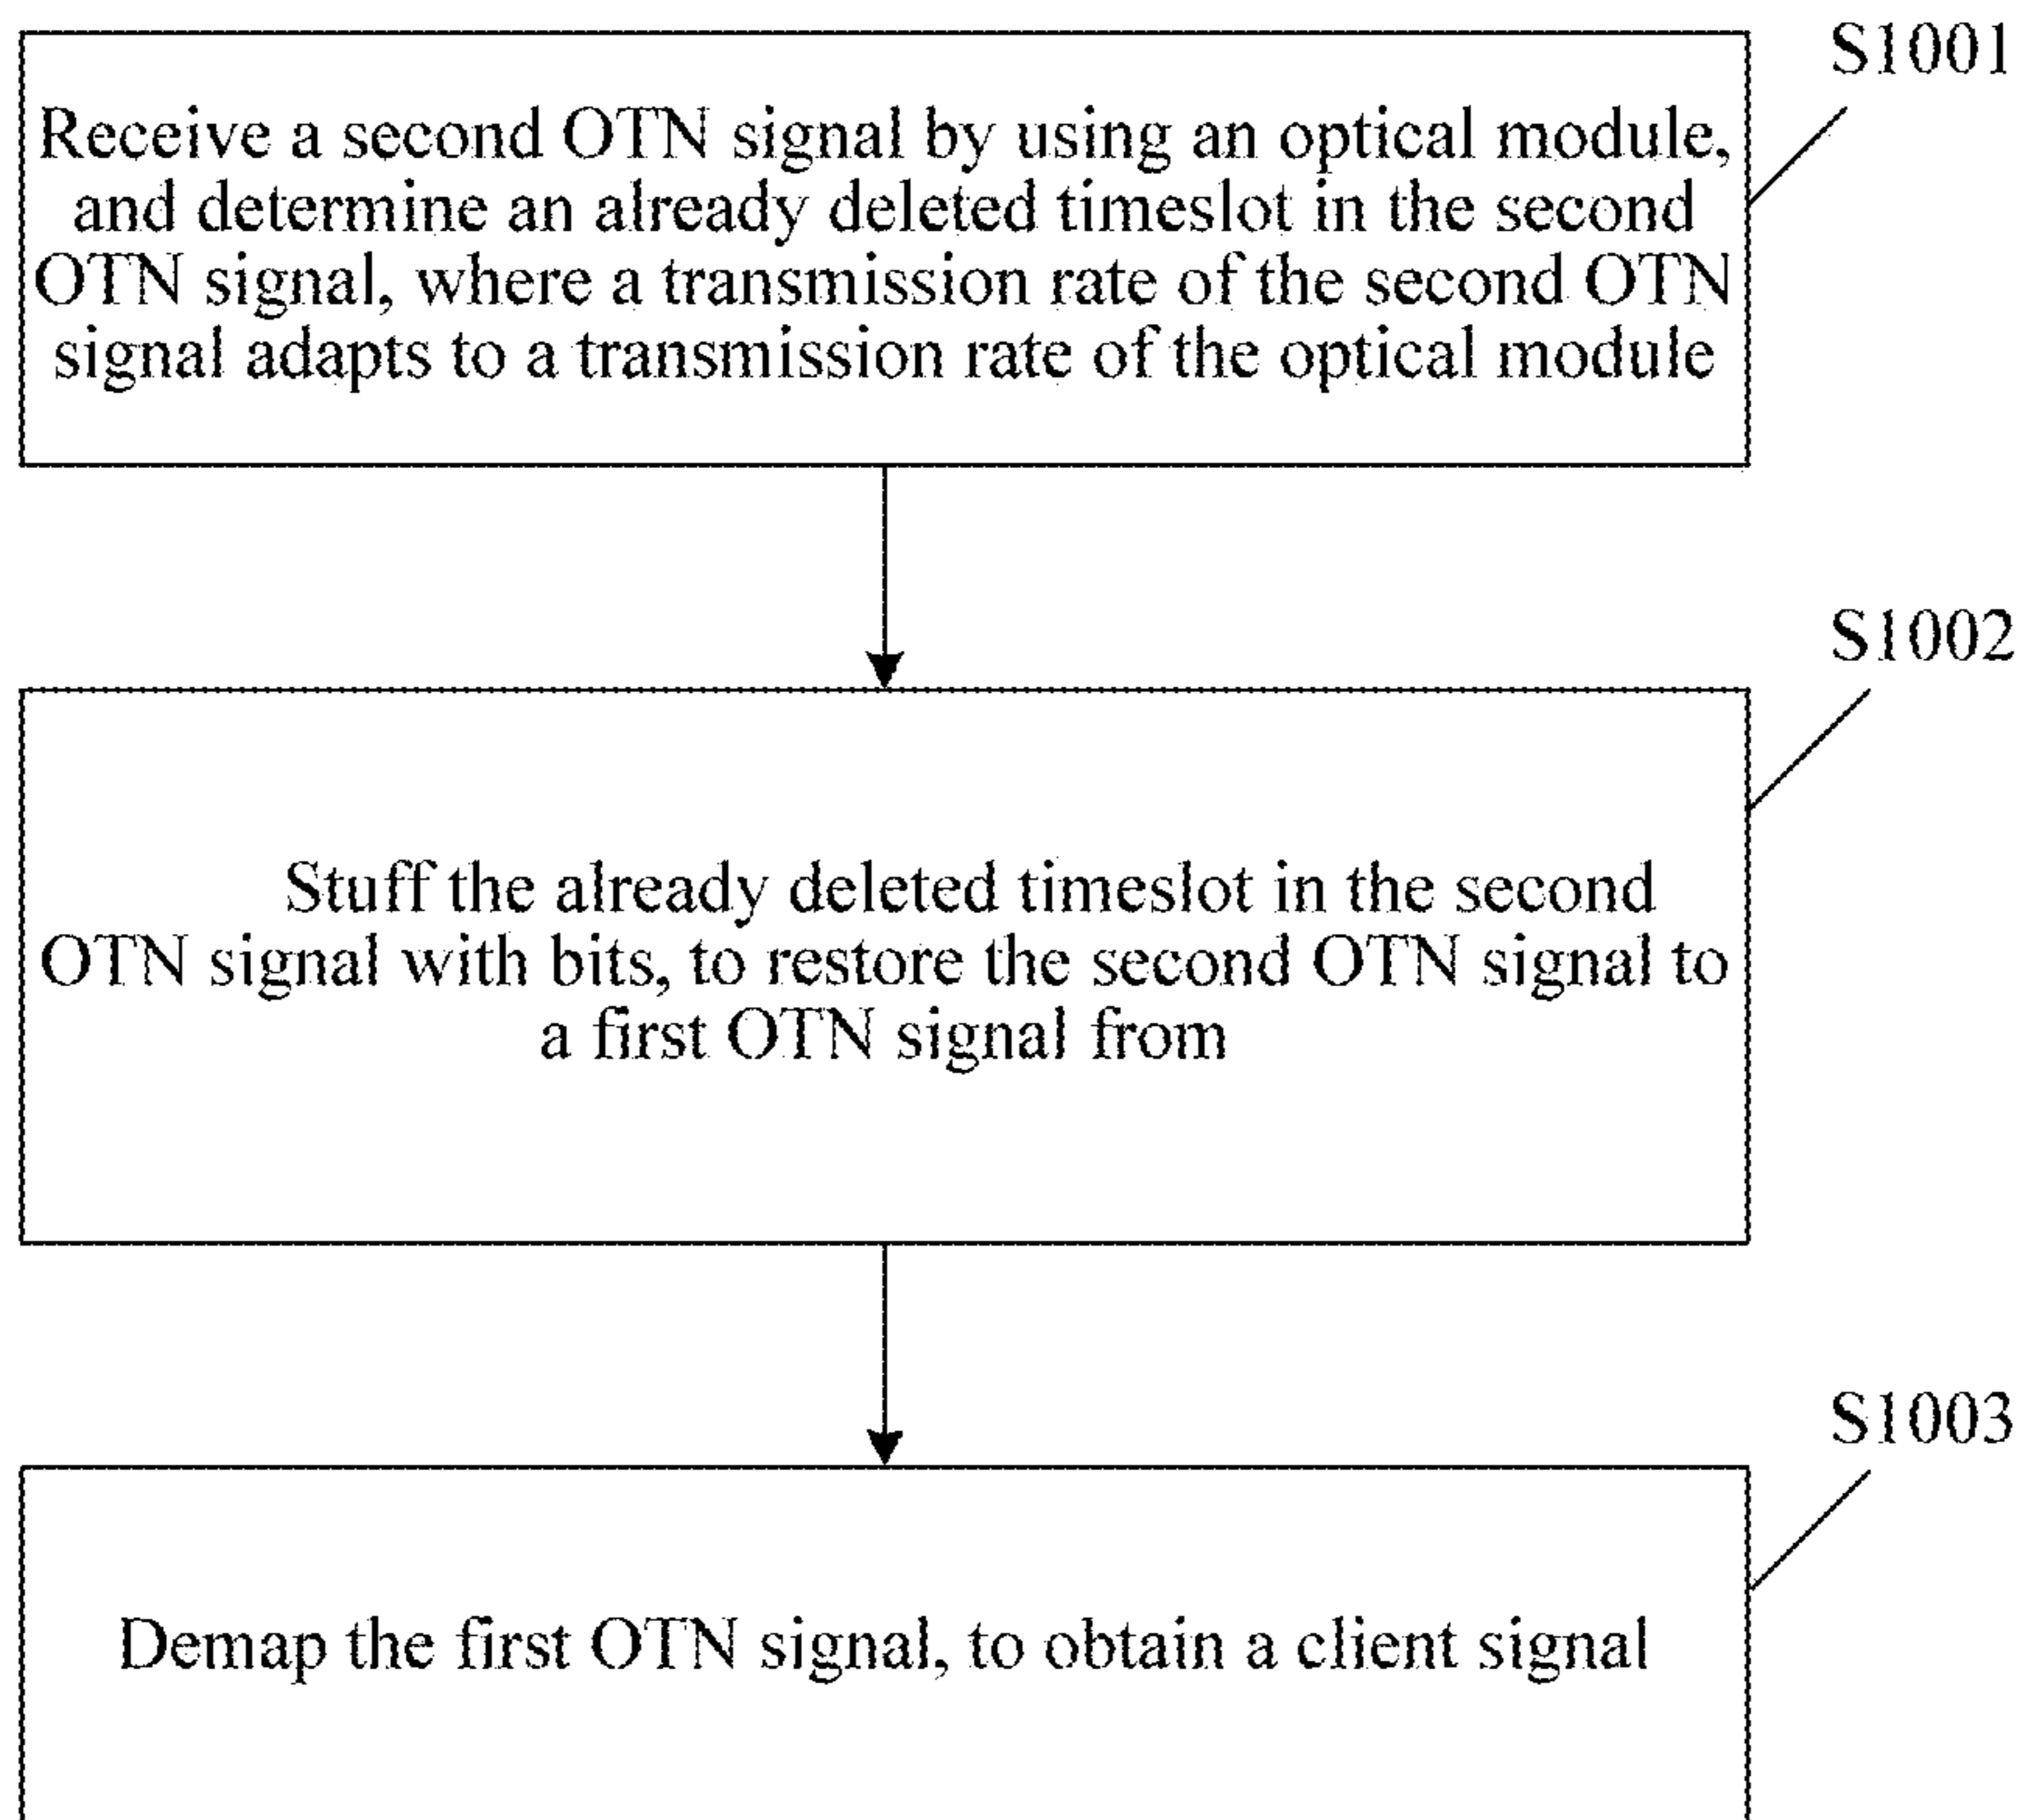 S1001
Receive a second OTN signal by using an optical module,
and determine an already deleted timeslot in the second
OTN signal, where a transmission rate of the second OTN
signal adapts to a transmission rate of the optical module
S1002
Stuff the already deleted timeslot in the second
OTN signal with bits, to restore the second OTN signal to
a first OTN signal from
S1003
Demap the first OTN signal, to obtain a client signal